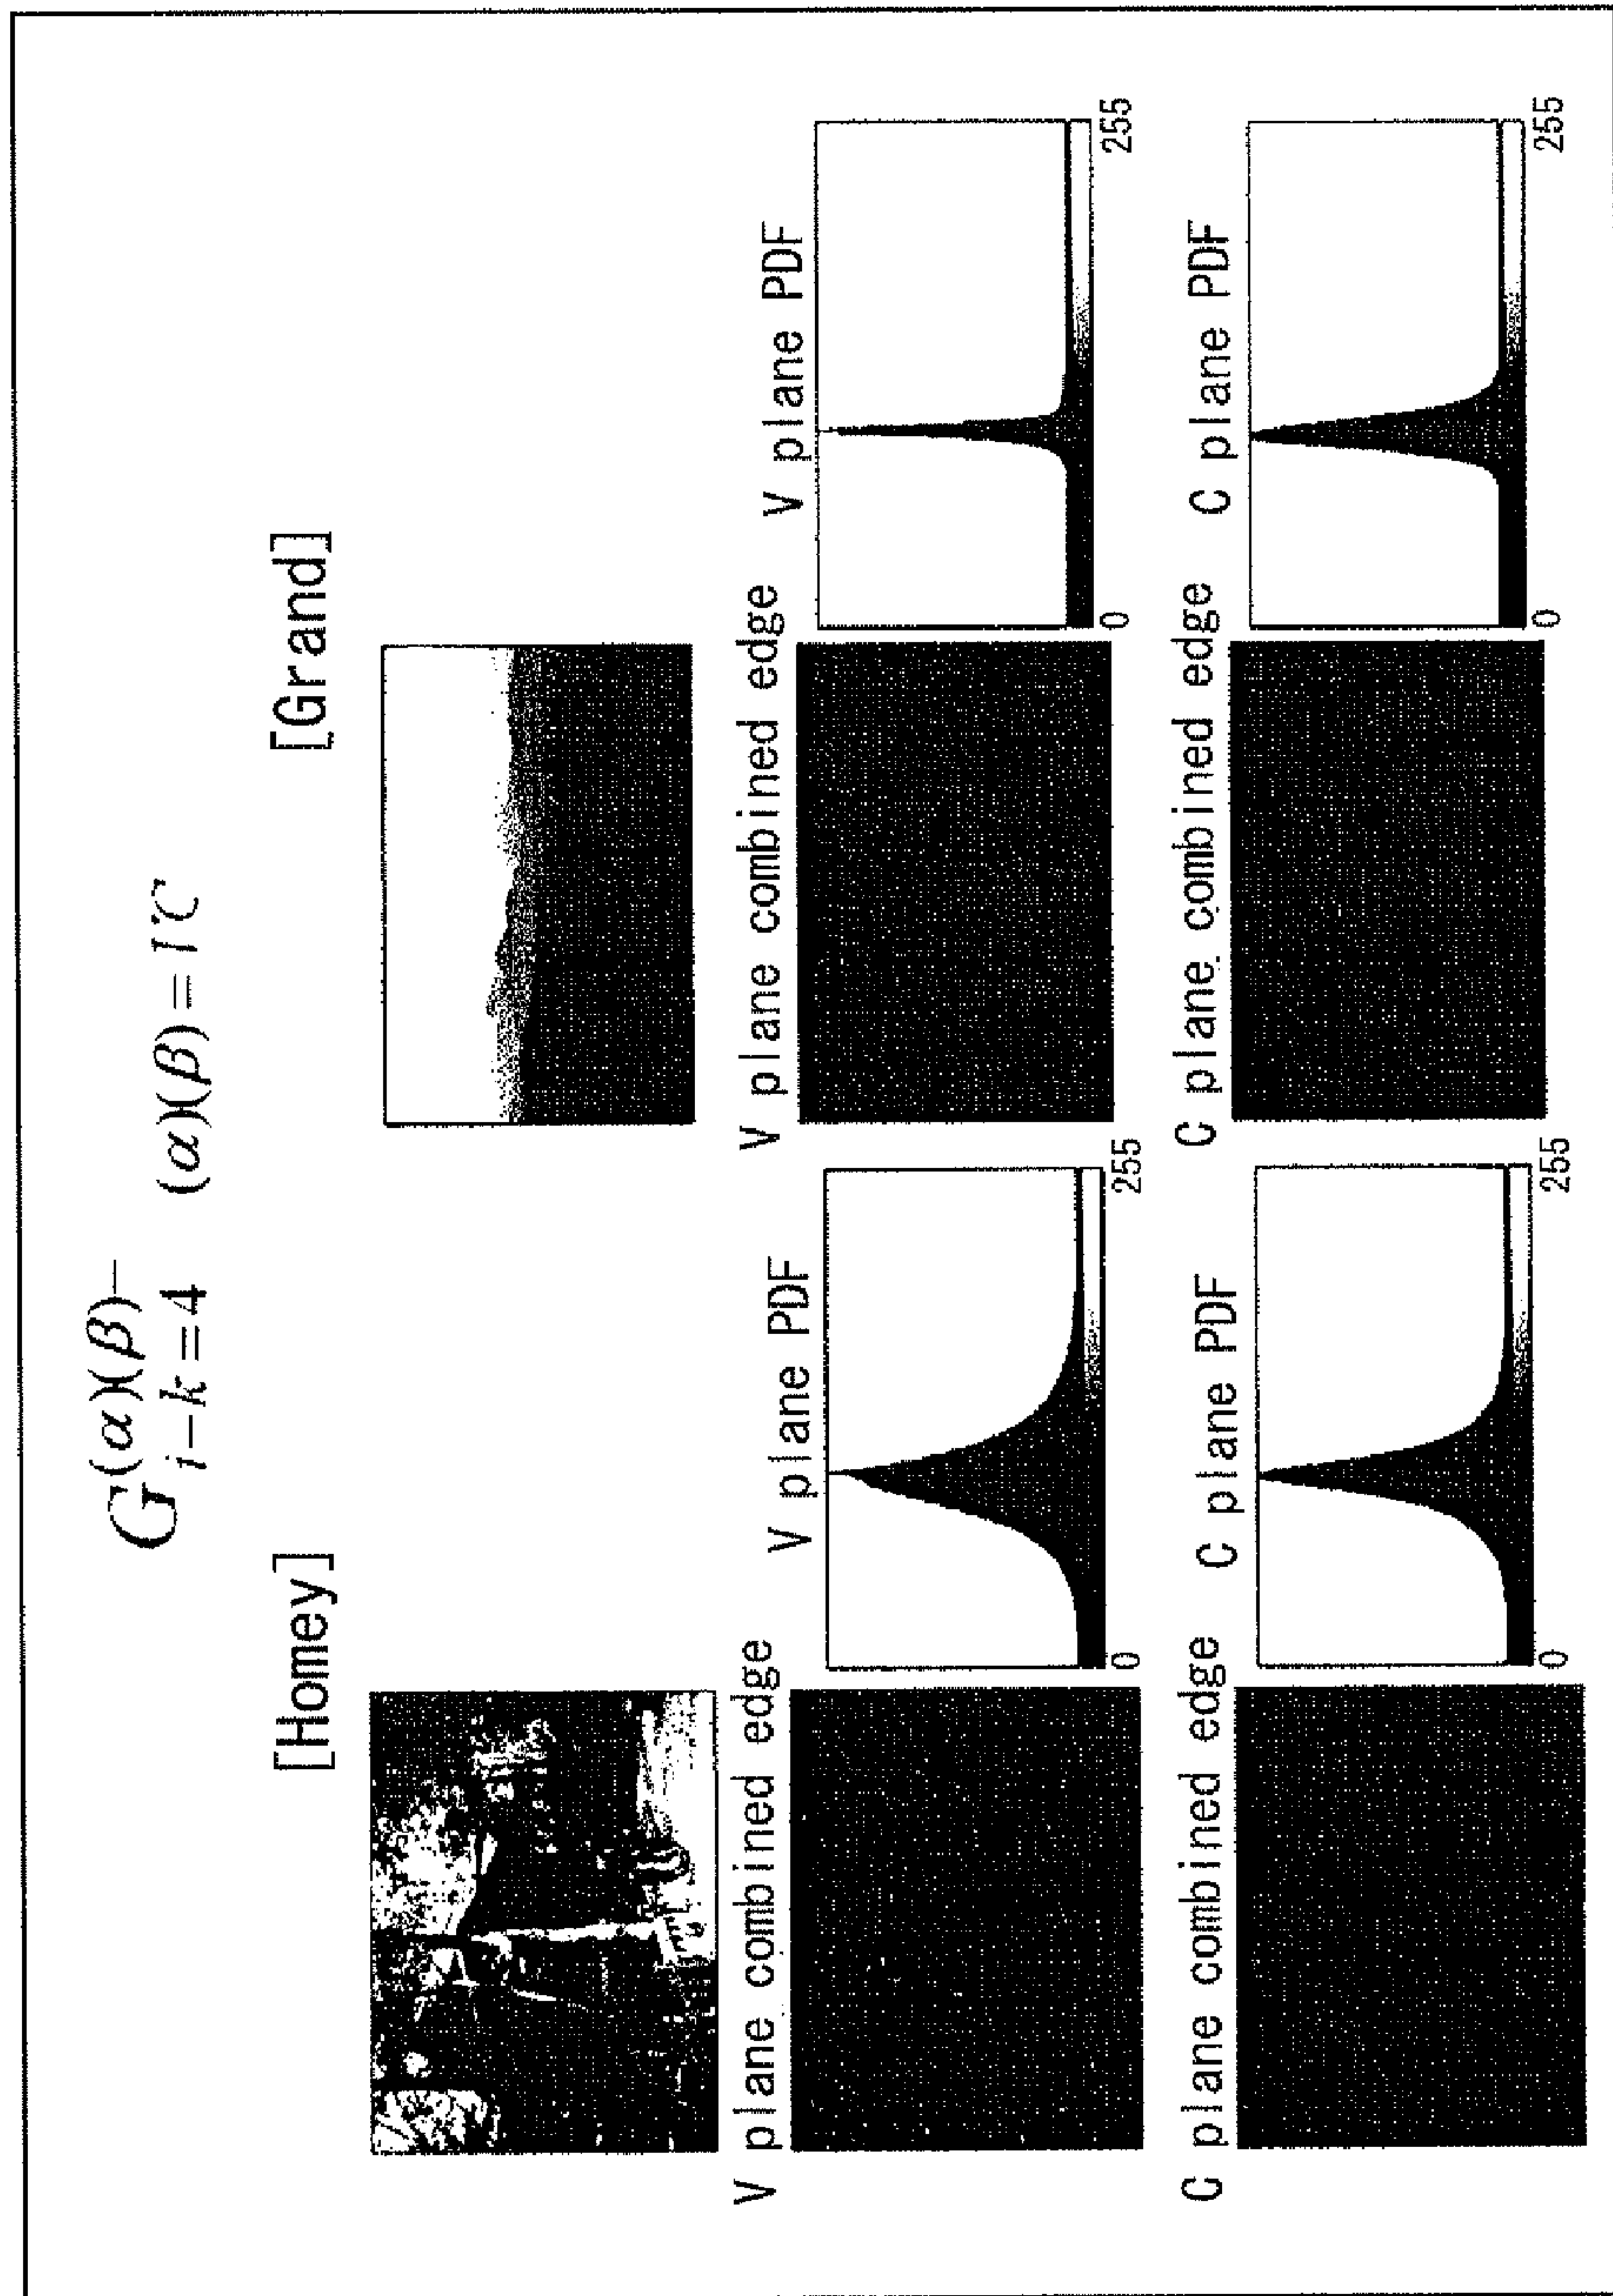 G(α)(β)−
i−k=4 (α)(β)=VC
[Homey]
[Grand]
V plane combined edge
V plane PDF
0
255
V plane combined edge
V plane PDF
0
255
C plane combined edge
C plane PDF
0
255
C plane combined edge
C plane PDF
0
255